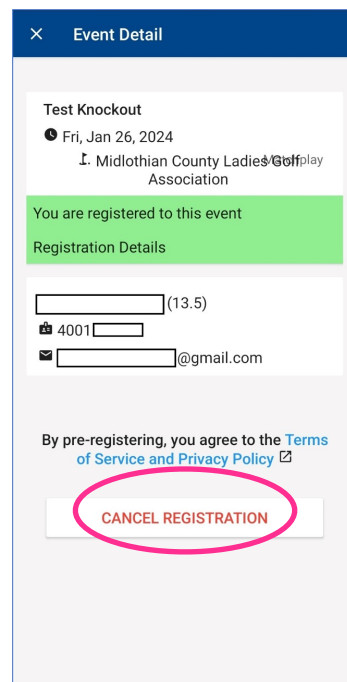 × Event Detail
Test Knockout
Fri, Jan 26, 2024
Midlothian County Ladies Golf Matchplay
Association
You are registered to this event
Registration Details
(13.5)
4001
@gmail.com
By pre-registering, you agree to the Terms
of Service and Privacy Policy
CANCEL REGISTRATION